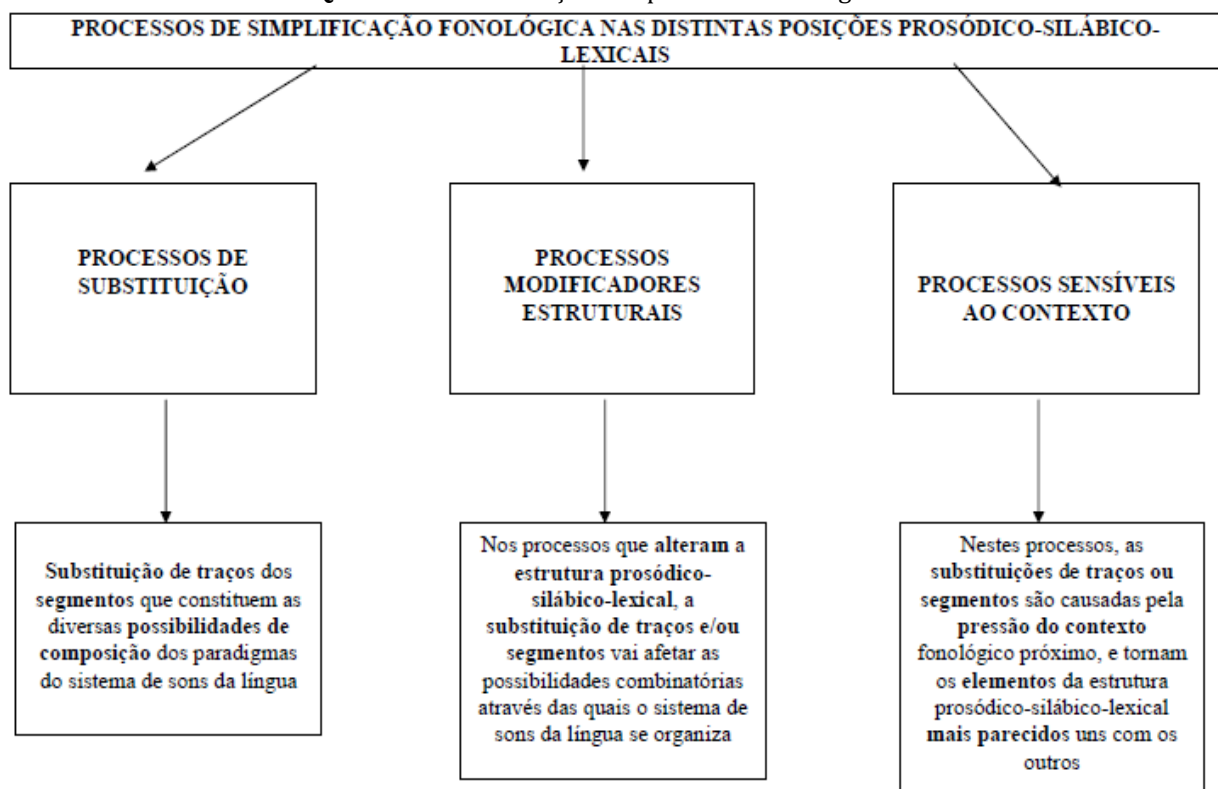 PROCESSOS DE SIMPLIFICAÇÃO FONOLÓGICA NAS DISTINTAS POSIÇÕES PROSÓDICO-SILÁBICO-
LEXICAIS
PROCESSOS DE
SUBSTITUIÇÃO
PROCESSOS
MODIFICADORES
ESTRUTURAIS
PROCESSOS SENSÍVEIS
AO CONTEXTO
Substituição de traços dos
segmentos que constituem as
diversas possibilidades de
composição dos paradigmas
do sistema de sons da língua
Nos processos que alteram a
estrutura prosódico-
silábico-lexical, a
substituição de traços e/ou
segmentos vai afetar as
possibilidades combinatórias
através das quais o sistema de
sons da língua se organiza
Nestes processos, as
substituições de traços ou
segmentos são causadas pela
pressão do contexto
fonológico próximo, e tornam
os elementos da estrutura
prosódico-silábico-lexical
mais parecidos uns com os
outros